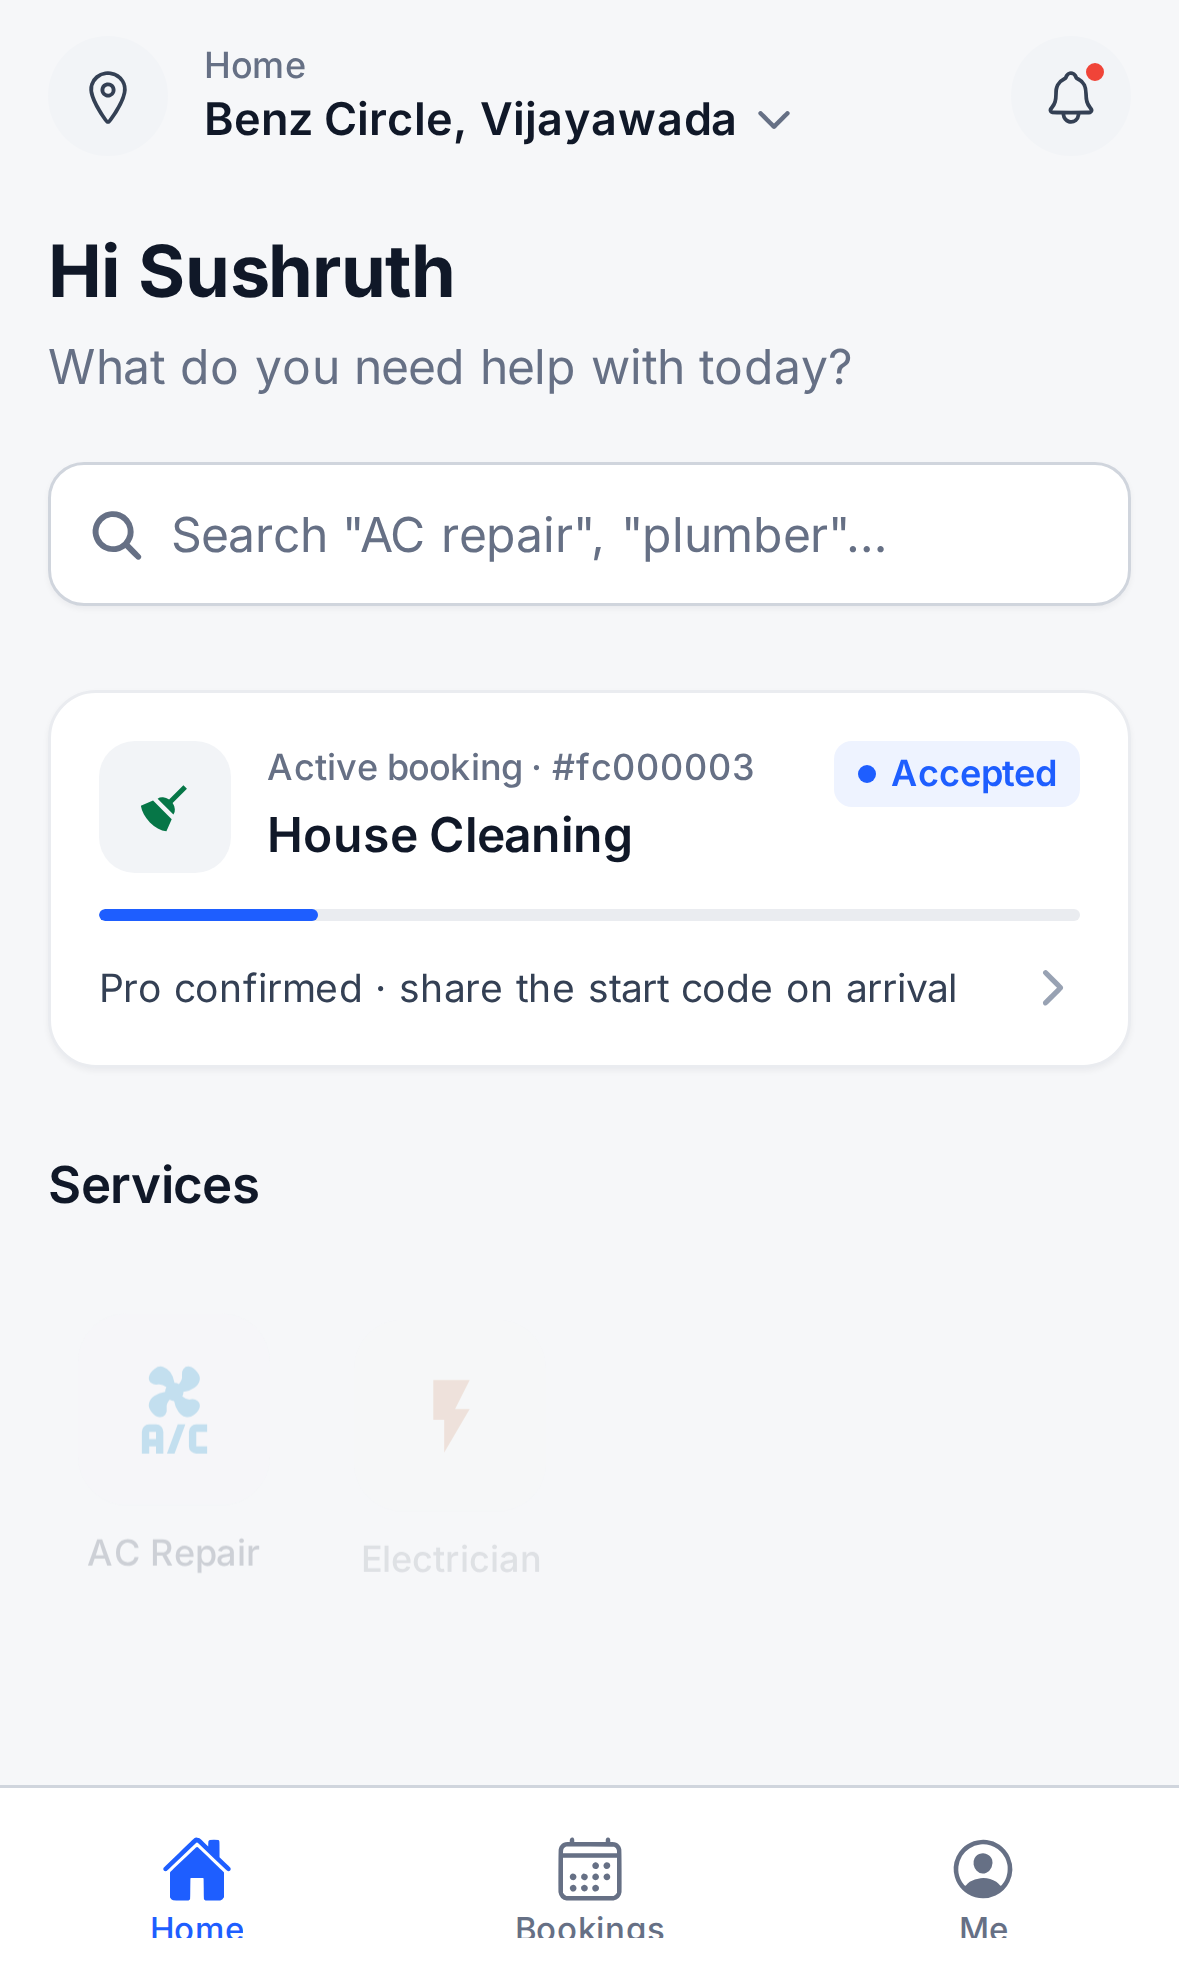 Home
Benz Circle, Vijayawada
Hi Sushruth
What do you need help with today?
Search "AC repair", "plumber"...
Active booking · #fc000003
Accepted
House Cleaning
Pro confirmed · share the start code on arrival
Services
A/C
AC Repair
Electrician
Home
Bookings
Me